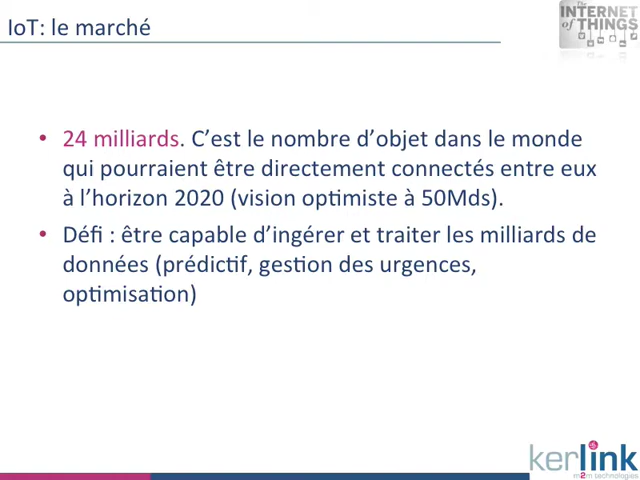 IoT: le marché
The
INTERNET
of
THINGS
• 24 milliards. C’est le nombre d’objet dans le monde
qui pourraient être directement connectés entre eux
à l’horizon 2020 (vision optimiste à 50Mds).
• Défi : être capable d’ingérer et traiter les milliards de
données (prédictif, gestion des urgences,
optimisation)
kerlink
m2m technologies